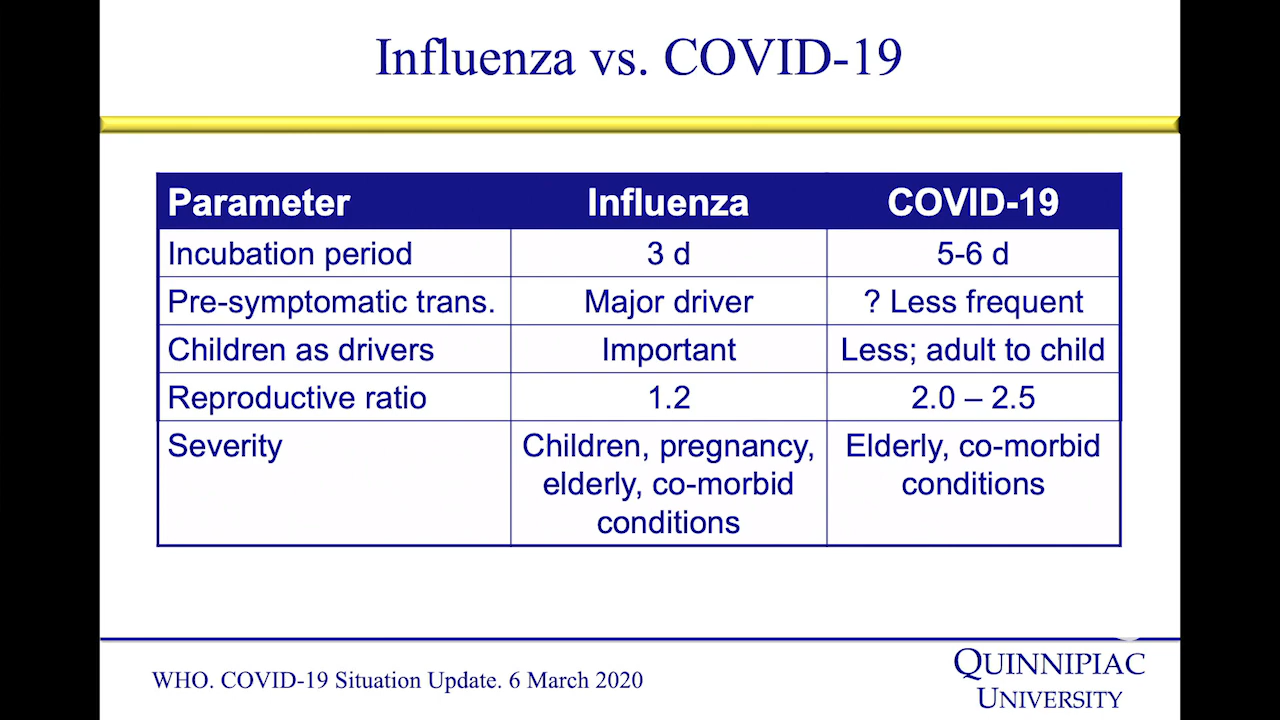 Influenza vs. COVID-19
Parameter Influenza COVID-19
Incubation period 3 d 5-6 d
Pre-symptomatic trans. Major driver ? Less frequent
Children as drivers Important Less; adult to child
Reproductive ratio 1.2 2.0 – 2.5
Severity Children, pregnancy, Elderly, co-morbid
elderly, co-morbid conditions
conditions
WHO. COVID-19 Situation Update. 6 March 2020
QUINNIPIAC
UNIVERSITY